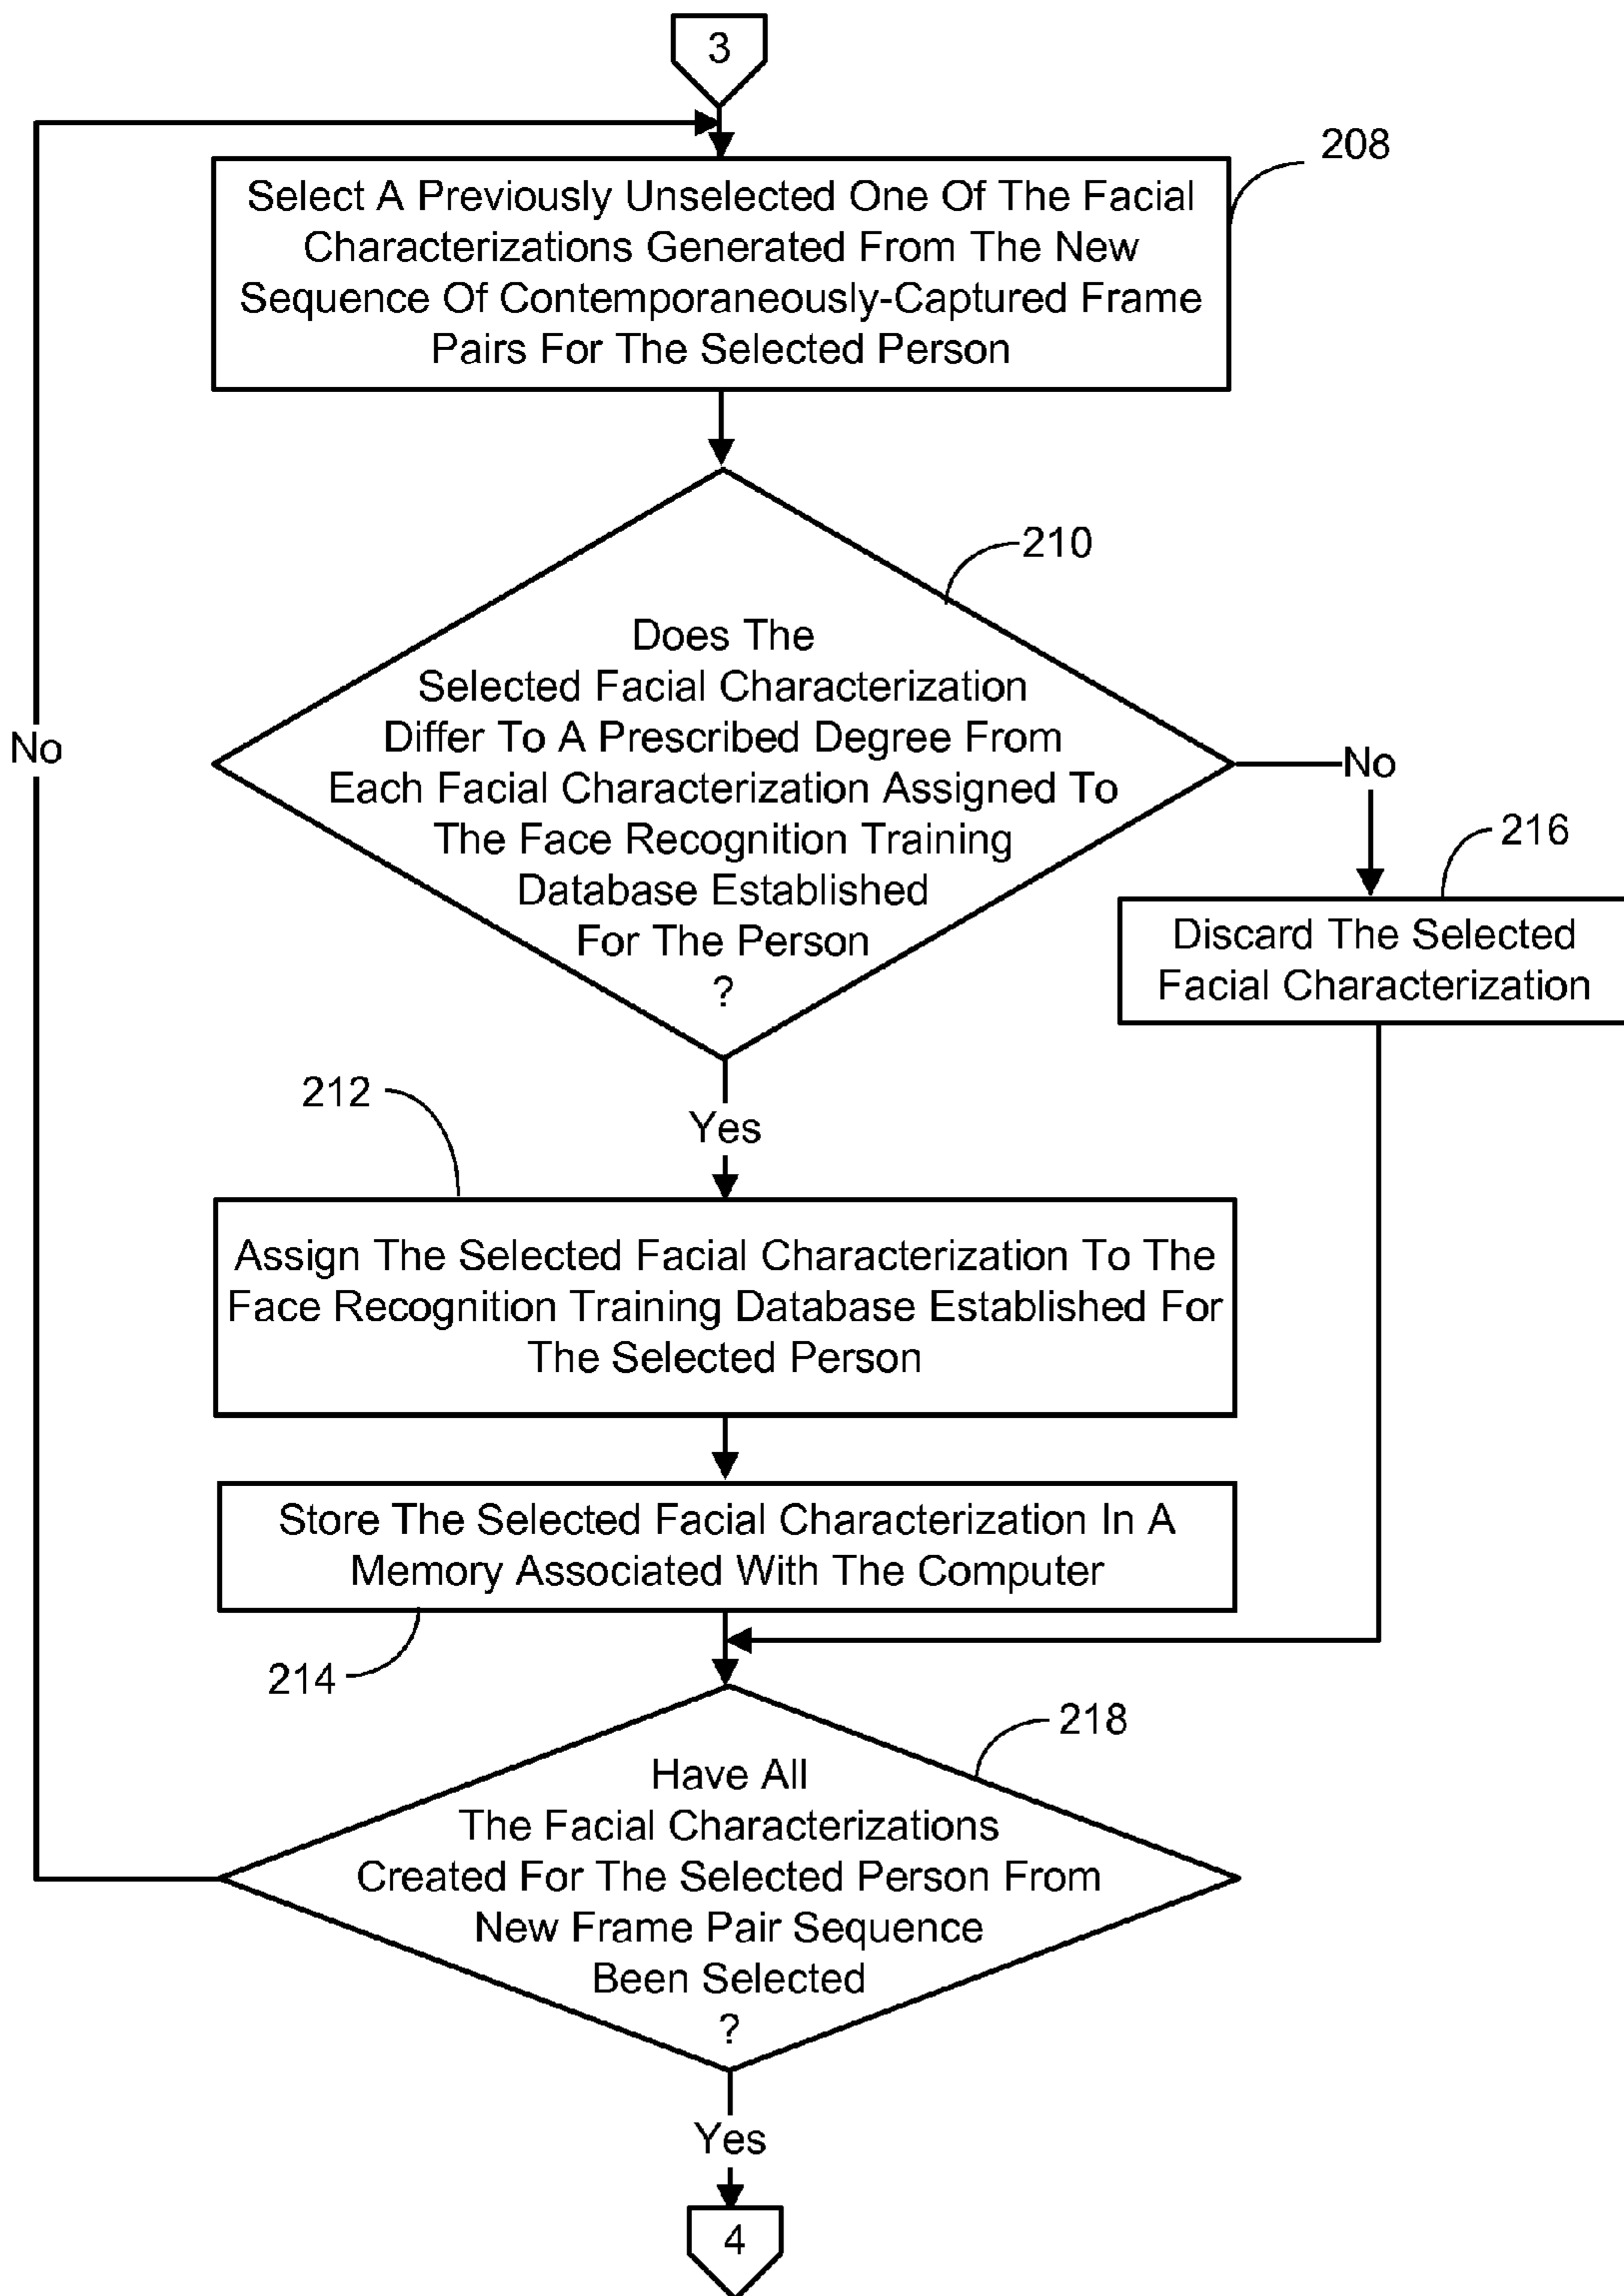 3
208
Select A Previously Unselected One Of The Facial
Characterizations Generated From The New
Sequence Of Contemporaneously-Captured Frame
Pairs For The Selected Person
210
Does The
Selected Facial Characterization
Differ To A Prescribed Degree From
Each Facial Characterization Assigned To
The Face Recognition Training
Database Established
For The Person
?
No
No
216
Discard The Selected
Facial Characterization
Yes
212
Assign The Selected Facial Characterization To The
Face Recognition Training Database Established For
The Selected Person
Store The Selected Facial Characterization In A
Memory Associated With The Computer
214
218
Have All
The Facial Characterizations
Created For The Selected Person From
New Frame Pair Sequence
Been Selected
?
Yes
4